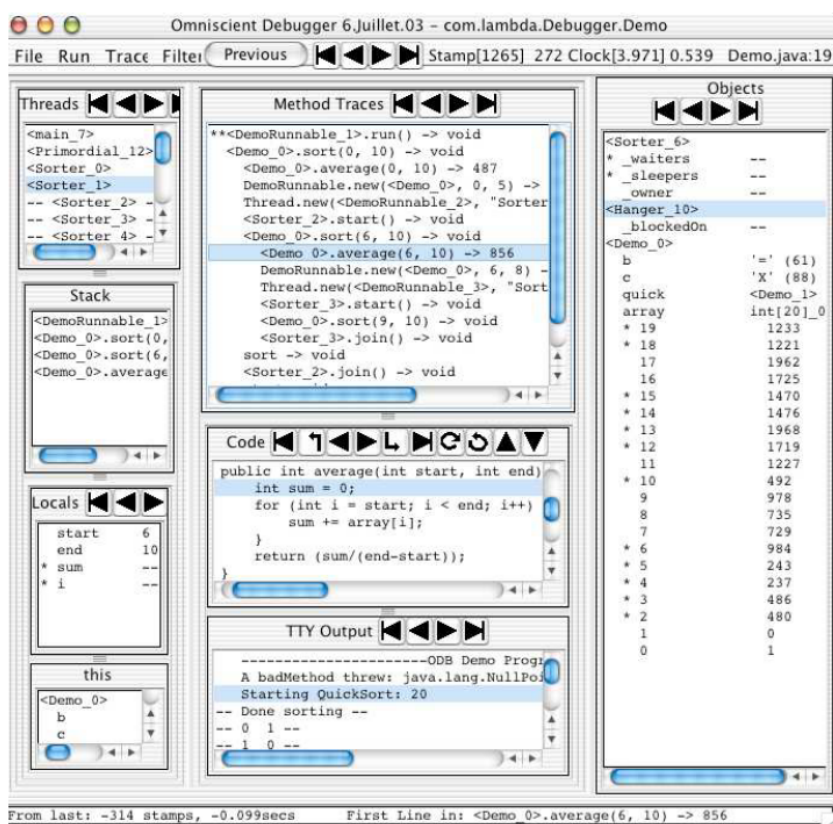 Omniscient Debugger 6.Juillet.03 – com.lambda.Debugger.Demo
File Run Trace Filter Previous Stamp[1265] 272 Clock[3.971] 0.539 Demo.java:19
Threads
<main_7>
<Primordial_12>
<Sorter_0>
<Sorter_1>
-- <Sorter_2> -
-- <Sorter_3> -
-- <Sorter_4> -
Stack
<DemoRunnable_1>
<Demo_0>.sort(0,
<Demo_0>.sort(6,
<Demo_0>.average
Locals
start 6
end 10
* sum --
* i --
this
<Demo_0>
b
c
Method Traces
**<DemoRunnable_1>.run() -> void
<Demo_0>.sort(0, 10) -> void
<Demo_0>.average(0, 10) -> 487
DemoRunnable.new(<Demo_0>, 0, 5) ->
Thread.new(<DemoRunnable_2>, "Sorter
<Sorter_2>.start() -> void
<Demo_0>.sort(6, 10) -> void
<Demo_0>.average(6, 10) -> 856
DemoRunnable.new(<Demo_0>, 6, 8) -
Thread.new(<DemoRunnable_3>, "Sort
<Sorter_3>.start() -> void
<Demo_0>.sort(9, 10) -> void
<Sorter_3>.join() -> void
sort -> void
<Sorter_2>.join() -> void
Code
public int average(int start, int end)
int sum = 0;
for (int i = start; i < end; i++)
sum += array[i];
}
return (sum/(end-start));
}
TTY Output
----------------------ODB Demo Progr
A badMethod threw: java.lang.NullPoi
Starting QuickSort: 20
-- Done sorting --
-- 0 1 --
-- 1 0 --
Objects
<Sorter_6>
* _waiters --
* _sleepers --
_owner --
<Hanger_10>
_blockedOn --
<Demo_0>
b '=' (61)
c 'X' (88)
quick <Demo_1>
array int[20]_0
* 19 1233
* 18 1221
17 1962
16 1725
* 15 1470
* 14 1476
* 13 1968
* 12 1719
11 1227
* 10 492
9 978
8 735
7 729
* 6 984
* 5 243
* 4 237
* 3 486
* 2 480
1 0
0 1
From last: -314 stamps, -0.099secs First Line in: <Demo_0>.average(6, 10) -> 856